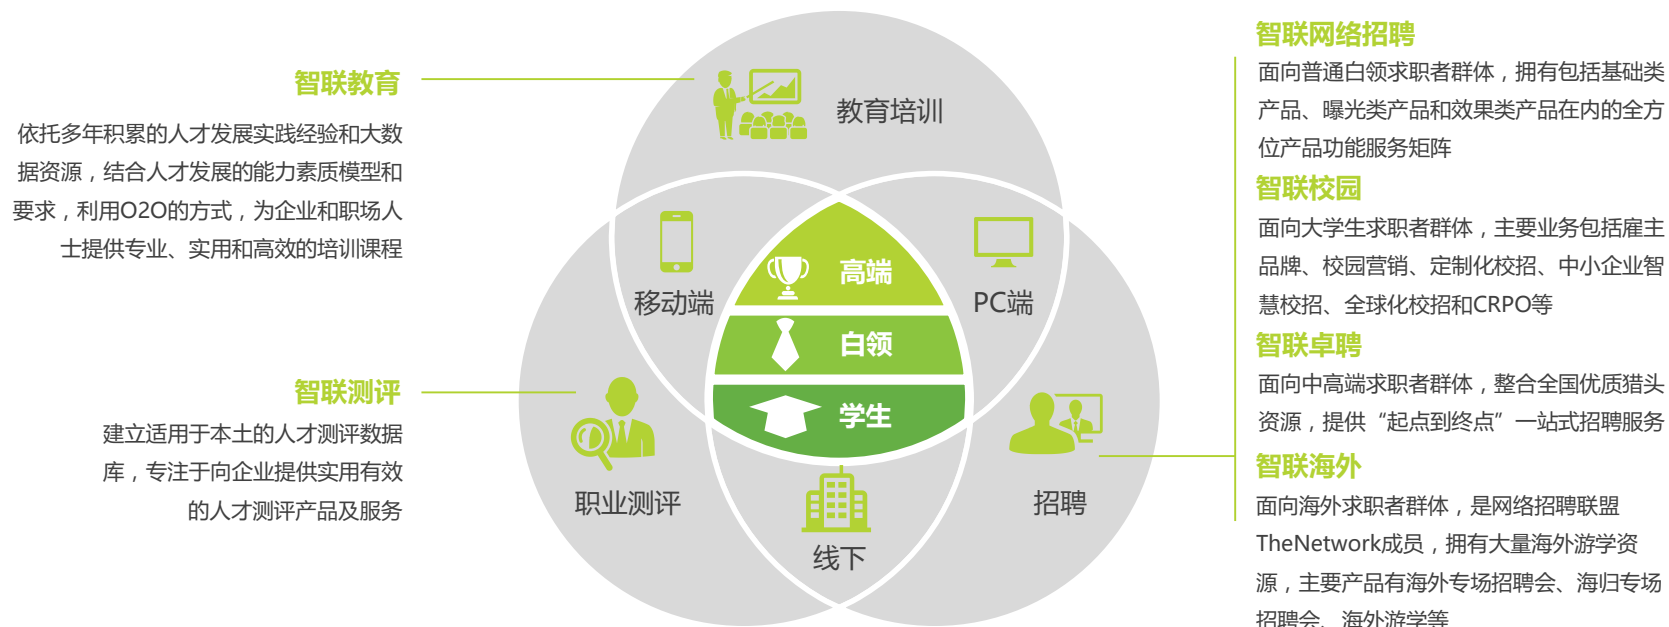 智联教育
依托多年积累的人才发展实践经验和大数
据资源，结合人才发展的能力素质模型和
要求，利用O2O的方式，为企业和职场人
士提供专业、实用和高效的培训课程
智联测评
建立适用于本土的人才测评数据
库，专注于向企业提供实用有效
的人才测评产品及服务
教育培训
移动端
PC端
高端
白领
学生
职业测评
招聘
线下
智联网络招聘
面向普通白领求职者群体，拥有包括基础类
产品、曝光类产品和效果类产品在内的全方
位产品功能服务矩阵
智联校园
面向大学生求职者群体，主要业务包括雇主
品牌、校园营销、定制化校招、中小企业智
慧校招、全球化校招和CRPO等
智联卓聘
面向中高端求职者群体，整合全国优质猎头
资源，提供“起点到终点”一站式招聘服务
智联海外
面向海外求职者群体，是网络招聘联盟
TheNetwork成员，拥有大量海外游学资
源，主要产品有海外专场招聘会、海归专场
招聘会、海外游学等